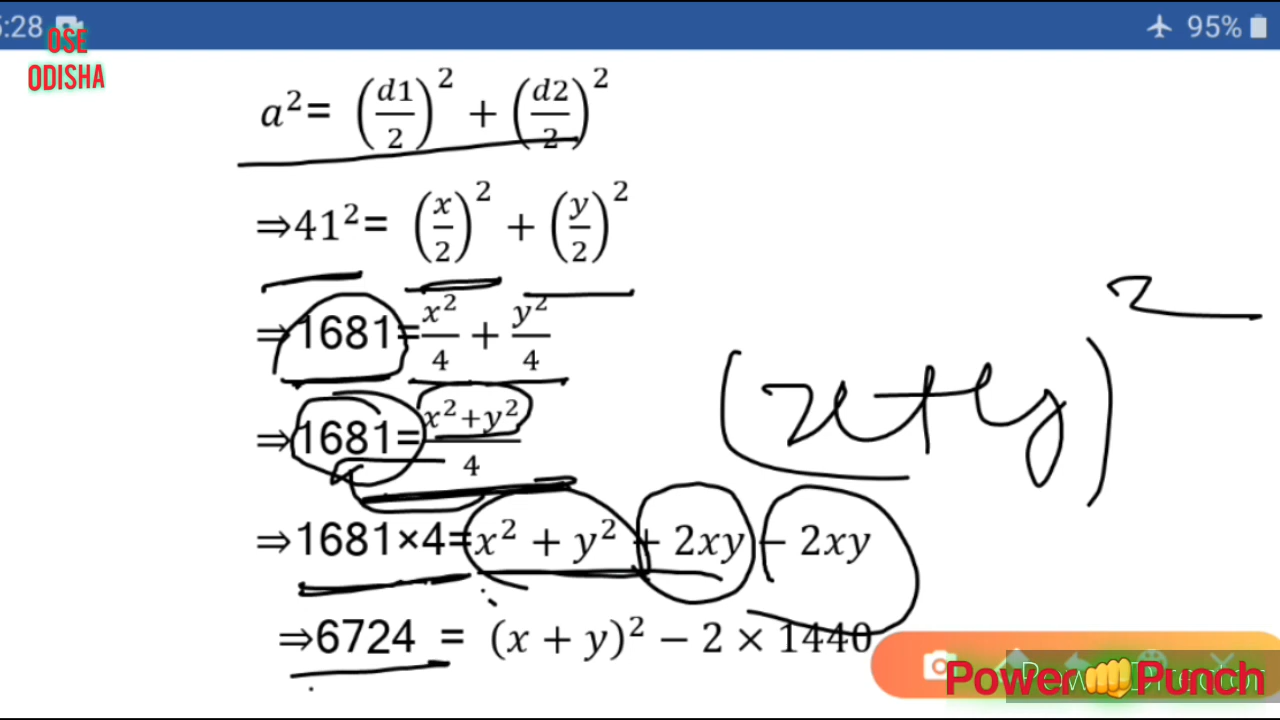 5:28 95%
OSE
ODISHA
a²= (d1/2)² + (d2/2)²
⇒41²= (x/2)² + (y/2)²
⇒1681=x²/4 + y²/4
⇒1681=x²+y²/4
⇒1681×4=x² + y² + 2xy − 2xy
⇒6724 = (x + y)² − 2 × 1440
(x+y)²
Power👊Punch